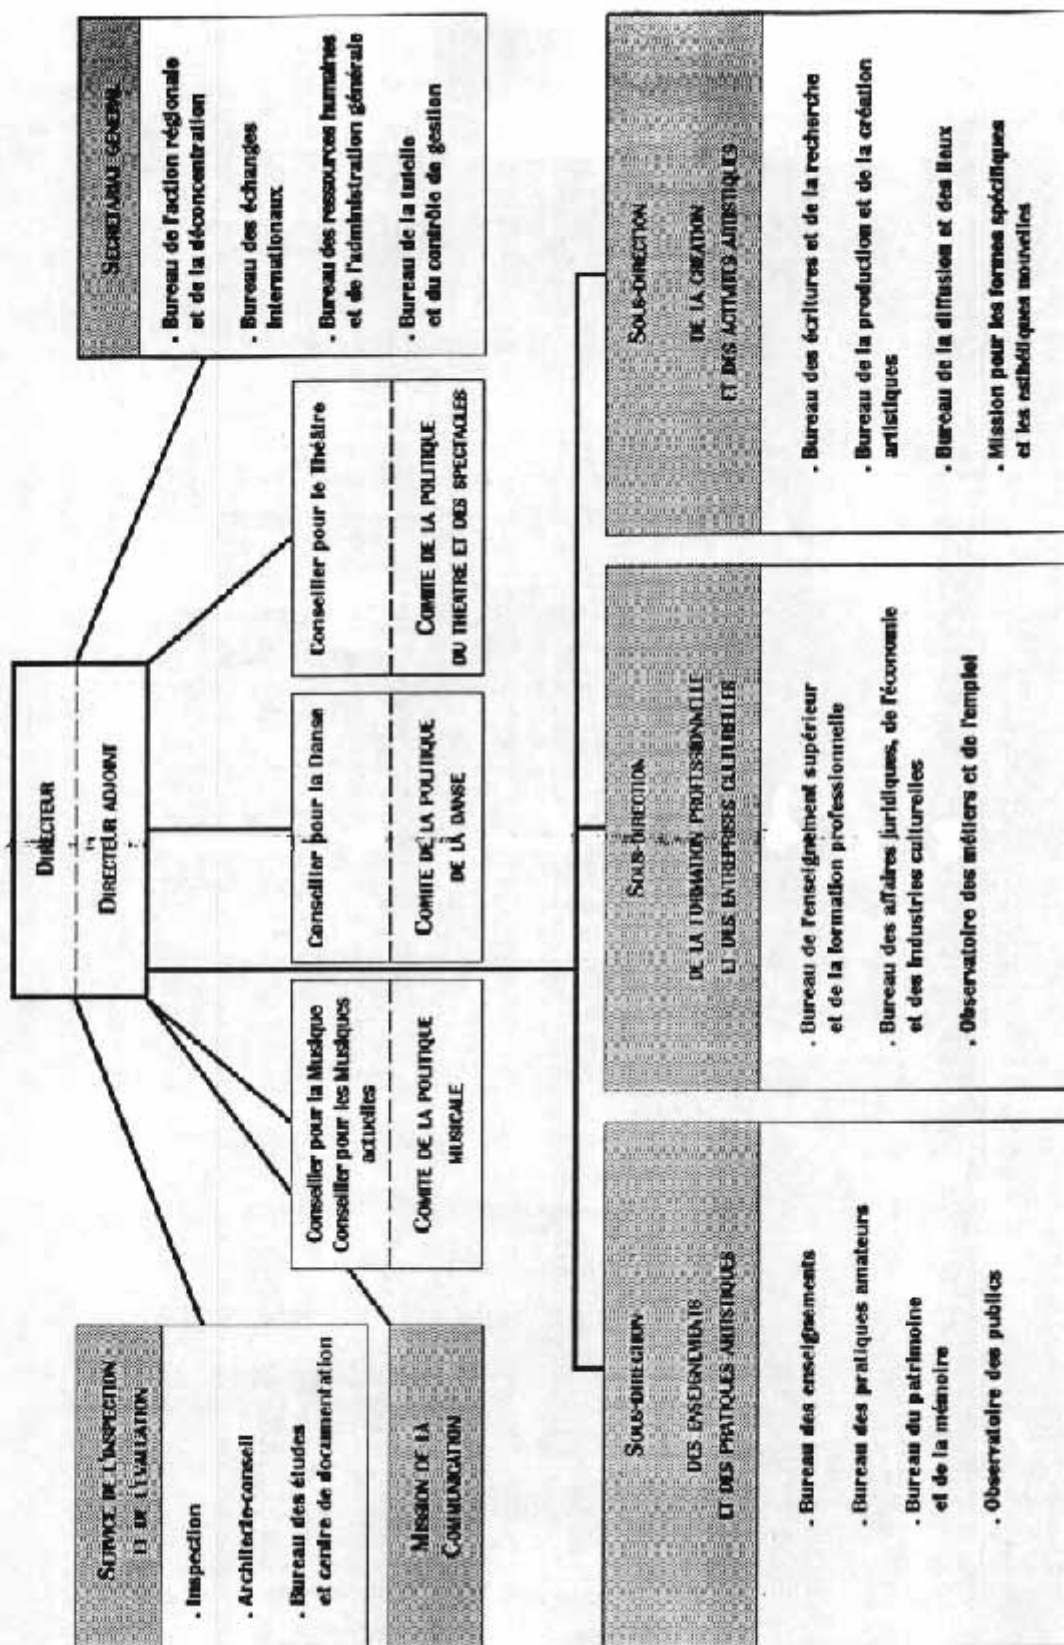 DIRECTEUR
DIRECTEUR ADJOINT
SERVICE DE L'INSPECTION
ET DE L'EVALUATION
. Inspection
. Architecte-conseil
. Bureau des études
et centre de documentation
MISSION DE LA
COMMUNICATION
Conseiller pour la Musique
Conseiller pour les Musiques
actuelles
COMITE DE LA POLITIQUE
MUSICALE
Conseiller pour la Danse
COMITE DE LA POLITIQUE
DE LA DANSE
Conseiller pour le Théâtre
COMITE DE LA POLITIQUE
DU THEATRE ET DES SPECTACLES
SECRETARIAT GENERAL
. Bureau de l'action régionale
et de la déconcentration
. Bureau des échanges
internationaux
. Bureau des ressources humaines
et de l'administration générale
. Bureau de la tutelle
et du contrôle de gestion
SOUS-DIRECTION
DES ENSEIGNEMENTS
ET DES PRATIQUES ARTISTIQUES
. Bureau des enseignements
. Bureau des pratiques amateurs
. Bureau du patrimoine
et de la mémoire
. Observatoire des publics
SOUS-DIRECTION
DE LA FORMATION PROFESSIONNELLE
ET DES ENTREPRISES CULTURELLES
. Bureau de l'enseignement supérieur
et de la formation professionnelle
. Bureau des affaires juridiques, de l'économie
et des industries culturelles
. Observatoire des métiers et de l'emploi
SOUS-DIRECTION
DE LA CREATION
ET DES ACTIVITES ARTISTIQUES
. Bureau des écritures et de la recherche
. Bureau de la production et de la création
artistiques
. Bureau de la diffusion et des lieux
. Mission pour les formes spécifiques
et les esthétiques nouvelles